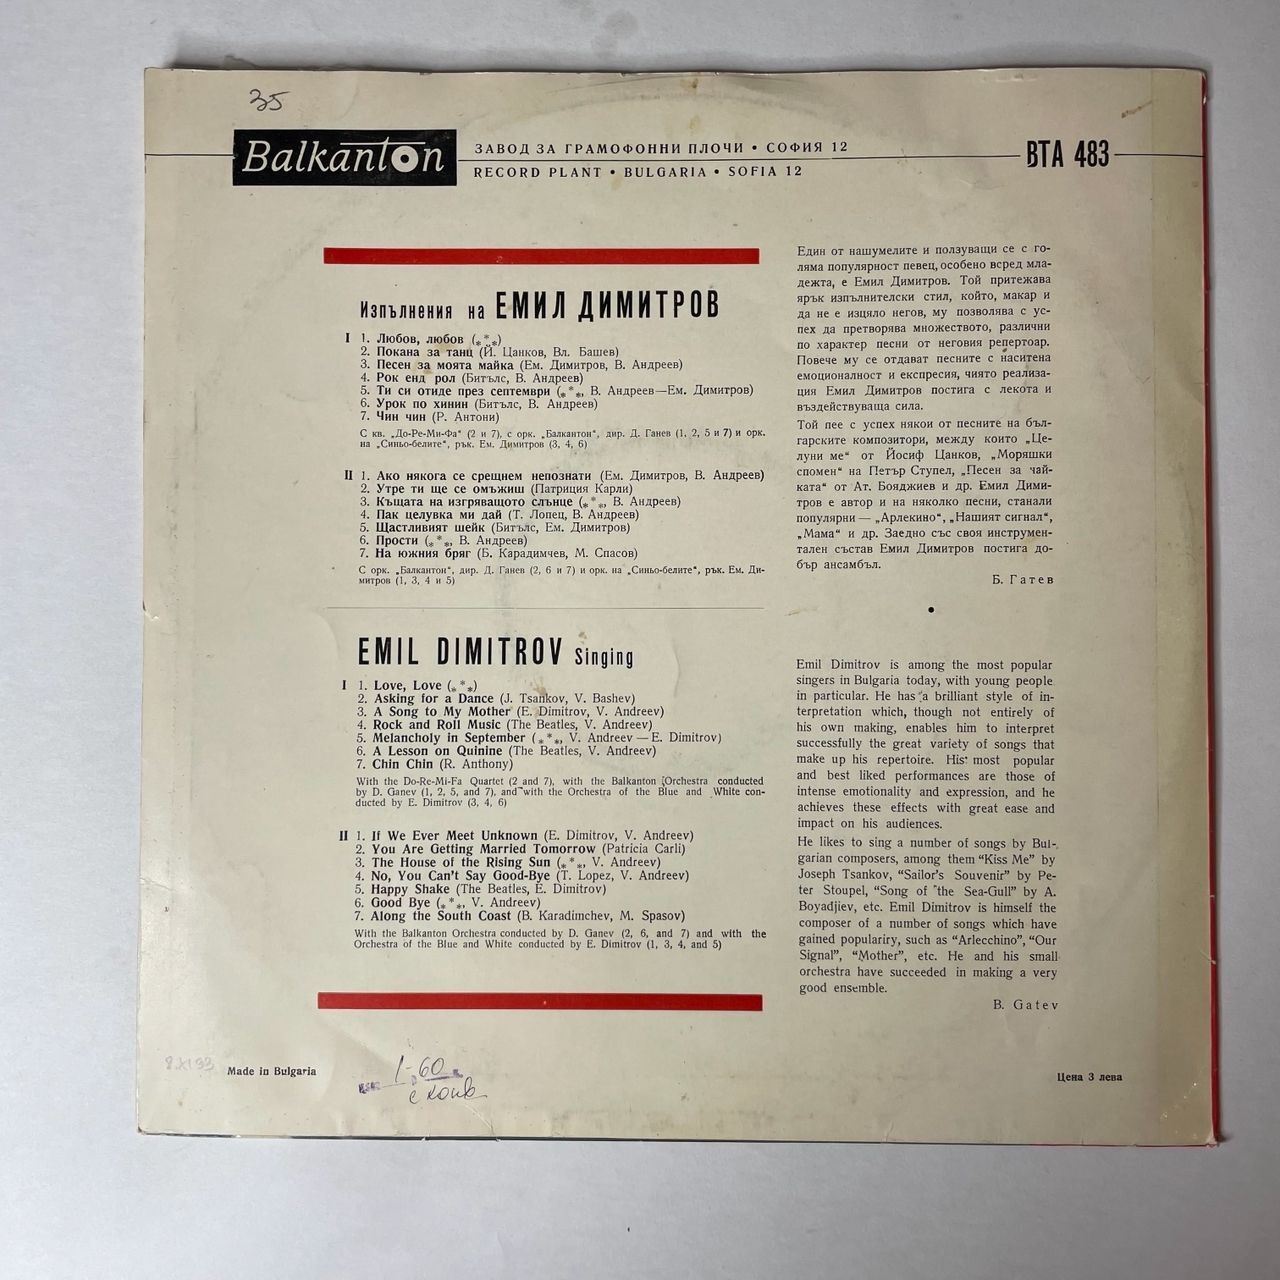 35
Balkanton
ЗАВОД ЗА ГРАМОФОННИ ПЛОЧИ • СОФИЯ 12
RECORD PLANT • BULGARIA • SOFIA 12
ВТА 483
Изпълнения на ЕМИЛ ДИМИТРОВ
I 1. Любов, любов (***)
2. Покана за танц (Й. Цанков, Вл. Башев)
3. Песен за моята майка (Ем. Димитров, В. Андреев)
4. Рок енд рол (Битълс, В. Андреев)
5. Ти си отиде през септември (***, В. Андреев—Ем. Димитров)
6. Урок по хинин (Битълс, В. Андреев)
7. Чин чин (Р. Антони)
С кв. „До-Ре-Ми-Фа“ (2 и 7), с орк. „Балкантон“, дир. Д. Ганев (1, 2, 5 и 7) и орк.
на „Синьо-белите“, рък. Ем. Димитров (3, 4, 6)
II 1. Ако някога се срещнем непознати (Ем. Димитров, В. Андреев)
2. Утре ти ще се омъжиш (Патриция Карли)
3. Къщата на изгряващото слънце (***, В. Андреев)
4. Пак целувка ми дай (Т. Лопец, В. Андреев)
5. Щастливият шейк (Битълс, Ем. Димитров)
6. Прости (***, В. Андреев)
7. На южния бряг (Б. Карадимчев, М. Спасов)
С орк. „Балкантон“, дир. Д. Ганев (2, 6 и 7) и орк. на „Синьо-белите“, рък. Ем. Ди-
митров (1, 3, 4 и 5)
EMIL DIMITROV Singing
I 1. Love, Love (***)
2. Asking for a Dance (J. Tsankov, V. Bashev)
3. A Song to My Mother (E. Dimitrov, V. Andreev)
4. Rock and Roll Music (The Beatles, V. Andreev)
5. Melancholy in September (***, V. Andreev — E. Dimitrov)
6. A Lesson on Quinine (The Beatles, V. Andreev)
7. Chin Chin (R. Anthony)
With the Do-Re-Mi-Fa Quartet (2 and 7), with the Balkanton Orchestra conducted
by D. Ganev (1, 2, 5, and 7), and with the Orchestra of the Blue and White con-
ducted by E. Dimitrov (3, 4, 6)
II 1. If We Ever Meet Unknown (E. Dimitrov, V. Andreev)
2. You Are Getting Married Tomorrow (Patricia Carli)
3. The House of the Rising Sun (***, V. Andreev)
4. No, You Can't Say Good-Bye (T. Lopez, V. Andreev)
5. Happy Shake (The Beatles, E. Dimitrov)
6. Good Bye (***, V. Andreev)
7. Along the South Coast (B. Karadimchev, M. Spasov)
With the Balkanton Orchestra conducted by D. Ganev (2, 6, and 7) and with the
Orchestra of the Blue and White conducted by E. Dimitrov (1, 3, 4, and 5)
Един от нашумелите и ползуващи се с го-
ляма популярност певец, особено всред мла-
дежта, е Емил Димитров. Той притежава
ярък изпълнителски стил, който, макар и
да не е изцяло негов, му позволява с ус-
пех да претворява множеството, различни
по характер песни от неговия репертоар.
Повече му се отдават песните с наситена
емоционалност и експресия, чиято реализа-
ция Емил Димитров постига с лекота и
въздействуваща сила.
Той пее с успех някои от песните на бъл-
гарските композитори, между които „Це-
луни ме“ от Йосиф Цанков, „Моряшки
спомен“ на Петър Ступел, „Песен за чай-
ката“ от Ат. Бояджиев и др. Емил Дими-
тров е автор и на няколко песни, станали
популярни — „Арлекино“, „Нашият сигнал“,
„Мама“ и др. Заедно със своя инструмен-
тален състав Емил Димитров постига до-
бър ансамбъл.
Б. Гатев
•
Emil Dimitrov is among the most popular
singers in Bulgaria today, with young people
in particular. He has a brilliant style of in-
terpretation which, though not entirely of
his own making, enables him to interpret
successfully the great variety of songs that
make up his repertoire. His most popular
and best liked performances are those of
intense emotionality and expression, and he
achieves these effects with great ease and
impact on his audiences.
He likes to sing a number of songs by Bul-
garian composers, among them “Kiss Me” by
Joseph Tsankov, “Sailor's Souvenir” by Pe-
ter Stoupel, “Song of the Sea-Gull” by A.
Boyadjiev, etc. Emil Dimitrov is himself the
composer of a number of songs which have
gained populariry, such as “Arlecchino”, “Our
Signal”, “Mother”, etc. He and his small
orchestra have succeeded in making a very
good ensemble.
B. Gatev
Made in Bulgaria
1-60
Цена 3 лева